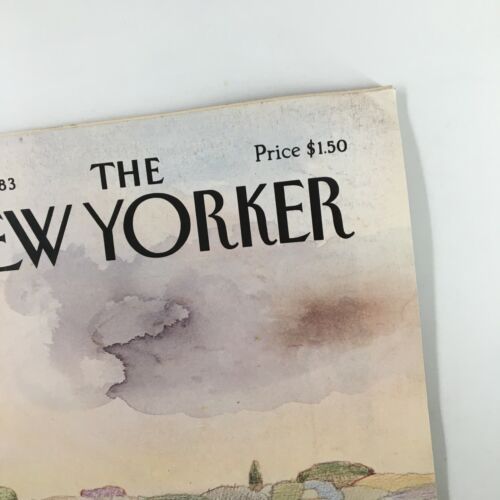 83
THE
Price $1.50
EW YORKER